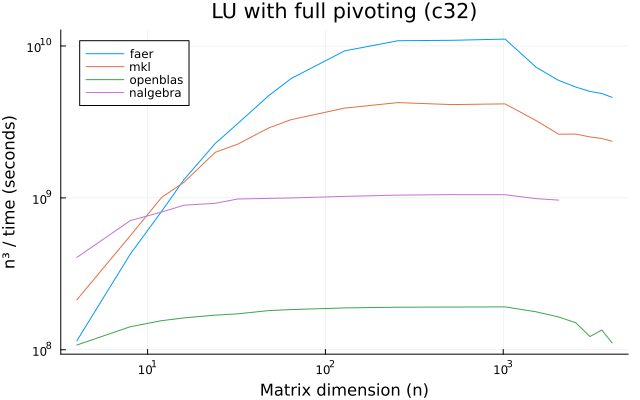 LU with full pivoting (c32)
n³ / time (seconds)
10¹⁰
10⁹
10⁸
faer
mkl
openblas
nalgebra
10¹
10²
10³
Matrix dimension (n)